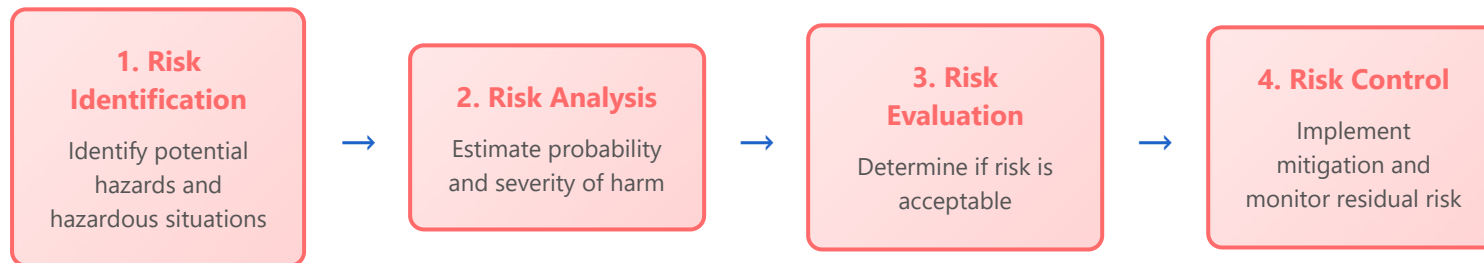 1. Risk
Identification
Identify potential
hazards and
hazardous situations
→
2. Risk Analysis
Estimate probability
and severity of harm
→
3. Risk
Evaluation
Determine if risk is
acceptable
→
4. Risk Control
Implement
mitigation and
monitor residual risk